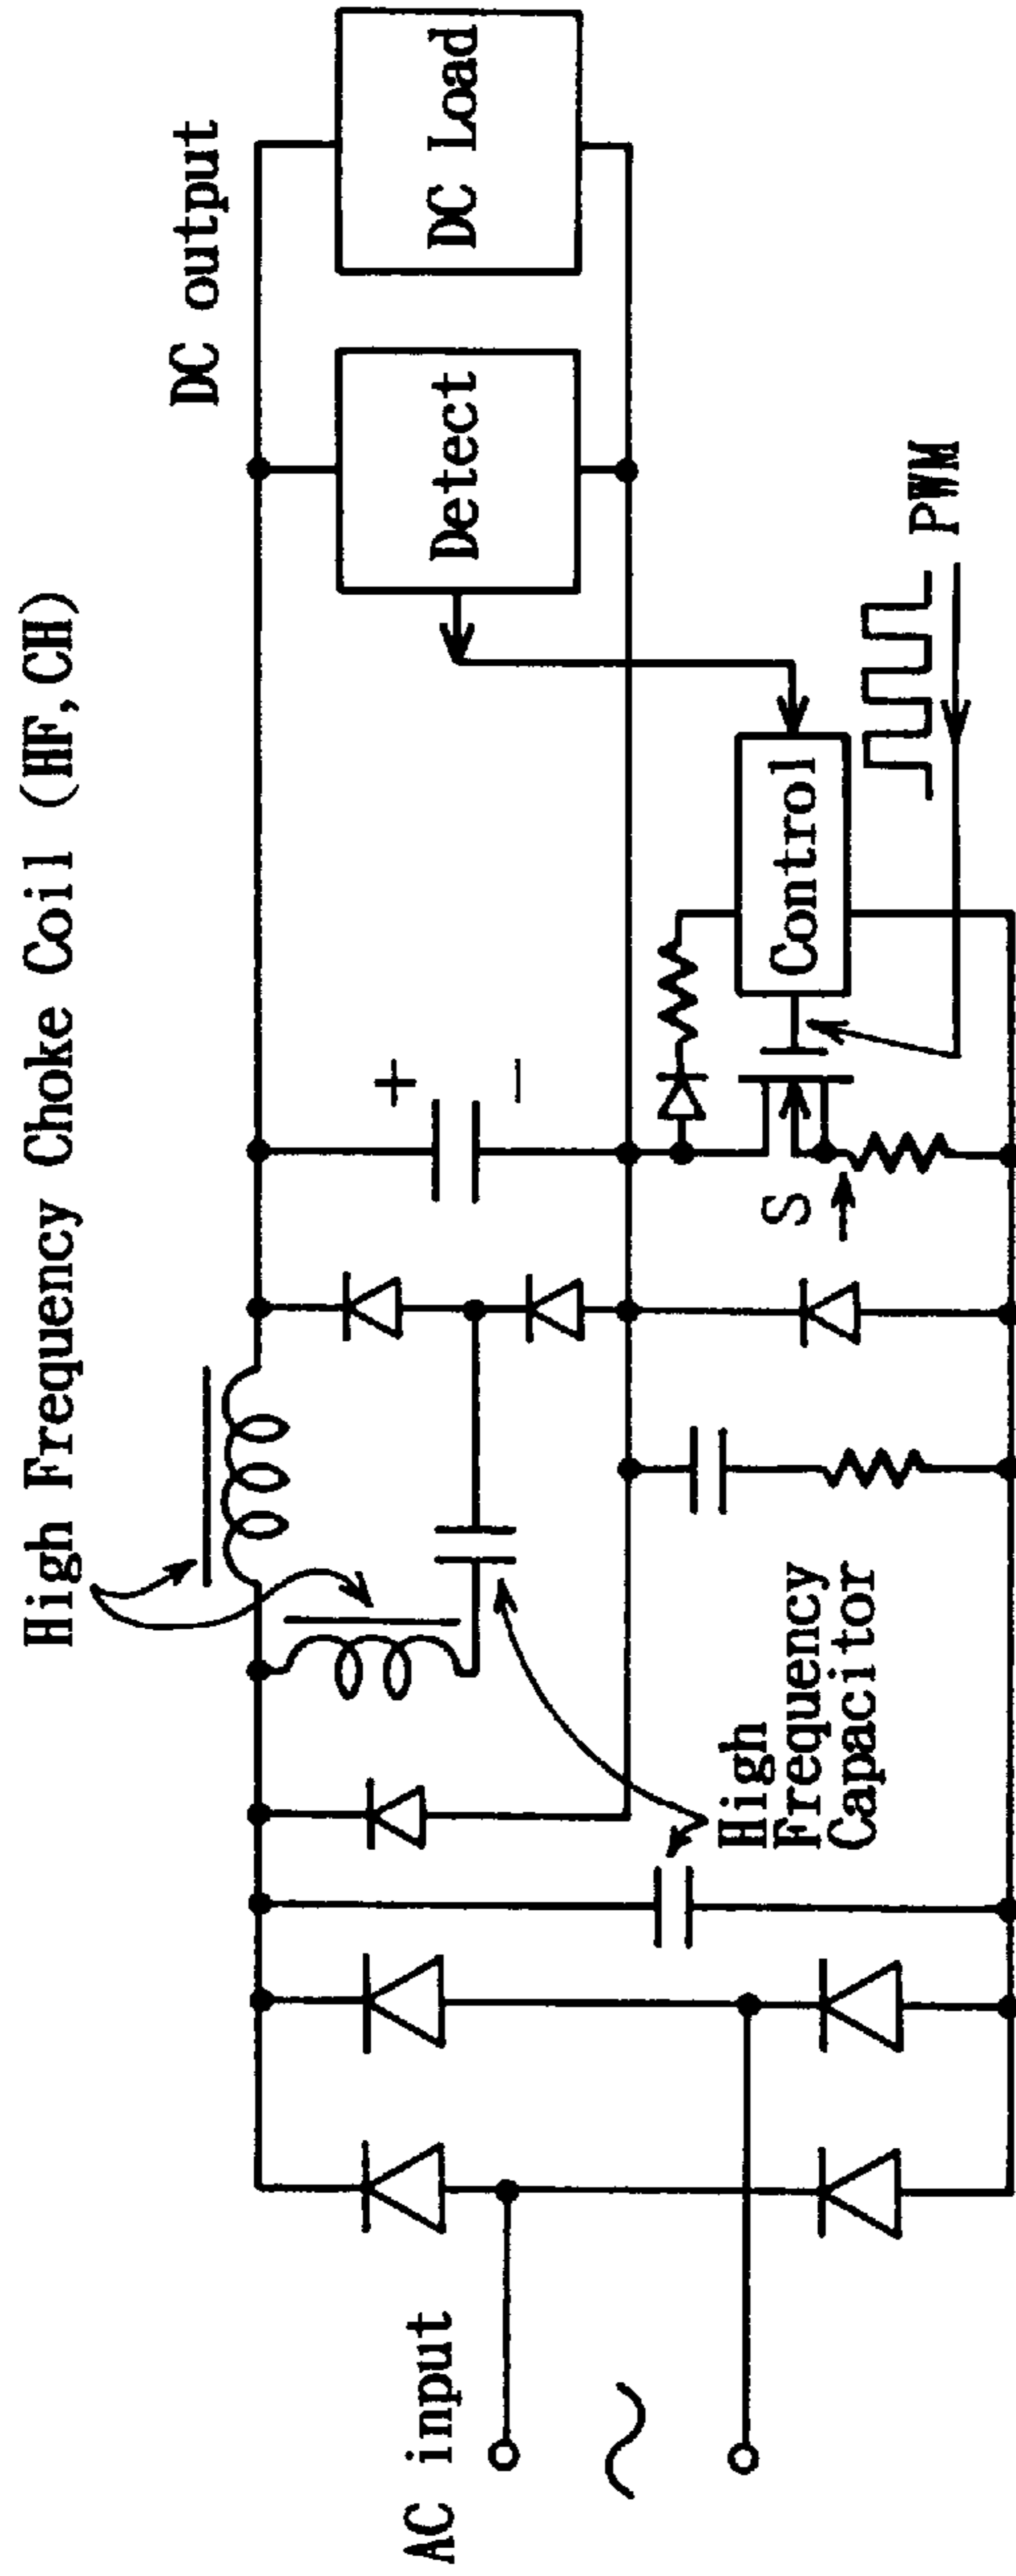 High Frequency Choke Coil (HF,CH)
DC output
AC input
+
−
Detect
DC Load
High
Frequency
Capacitor
S
Control
PWM